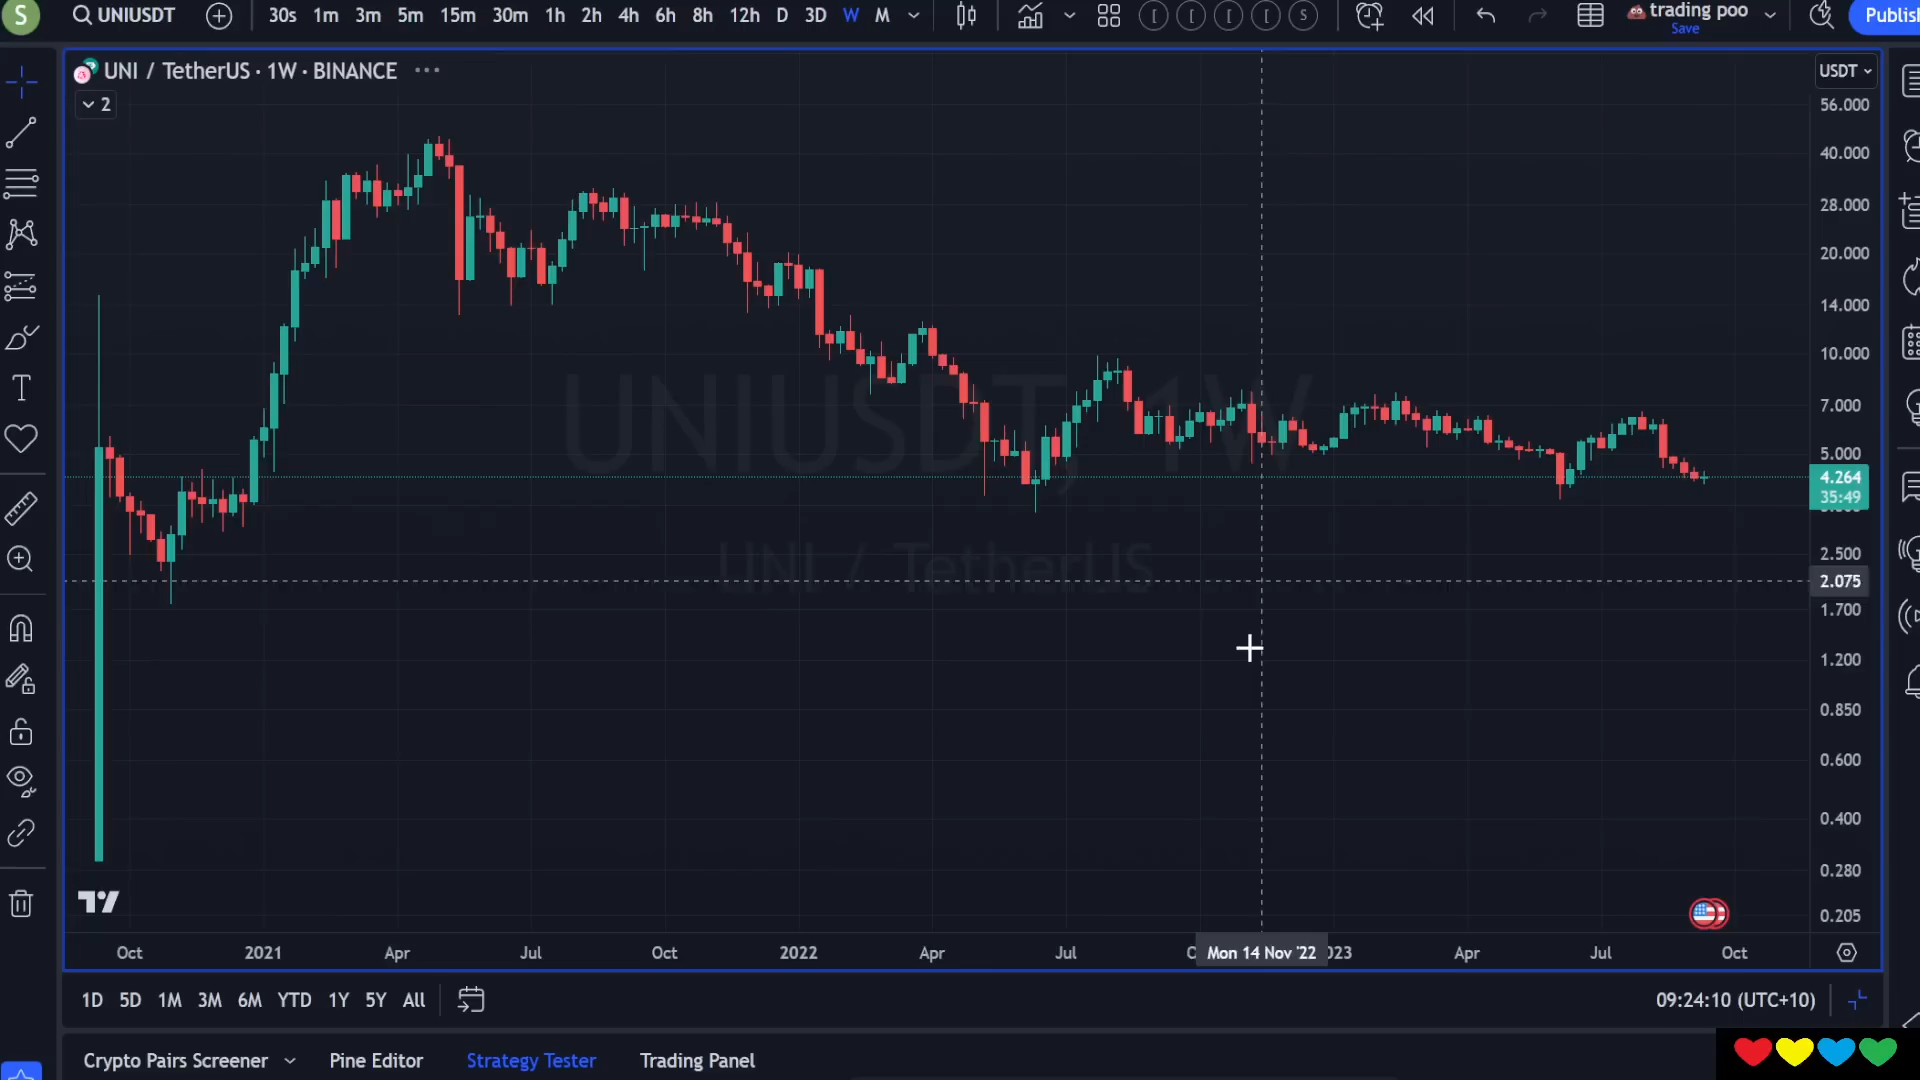 S UNIUSDT 30s 1m 3m 5m 15m 30m 1h 2h 4h 6h 8h 12h D 3D W M [ [ [ [ S trading poo Save Publis
UNI / TetherUS · 1W · BINANCE ··· USDT
2
56.000
40.000
28.000
20.000
14.000
10.000
7.000
5.000
4.264
35:49
2.500
2.075
1.700
1.200
0.850
0.600
0.400
0.280
0.205
UNIUSDT, 1W
UNI / TetherUS
Oct 2021 Apr Jul Oct 2022 Apr Jul Mon 14 Nov '22 023 Apr Jul Oct
1D 5D 1M 3M 6M YTD 1Y 5Y All 09:24:10 (UTC+10)
Crypto Pairs Screener Pine Editor Strategy Tester Trading Panel